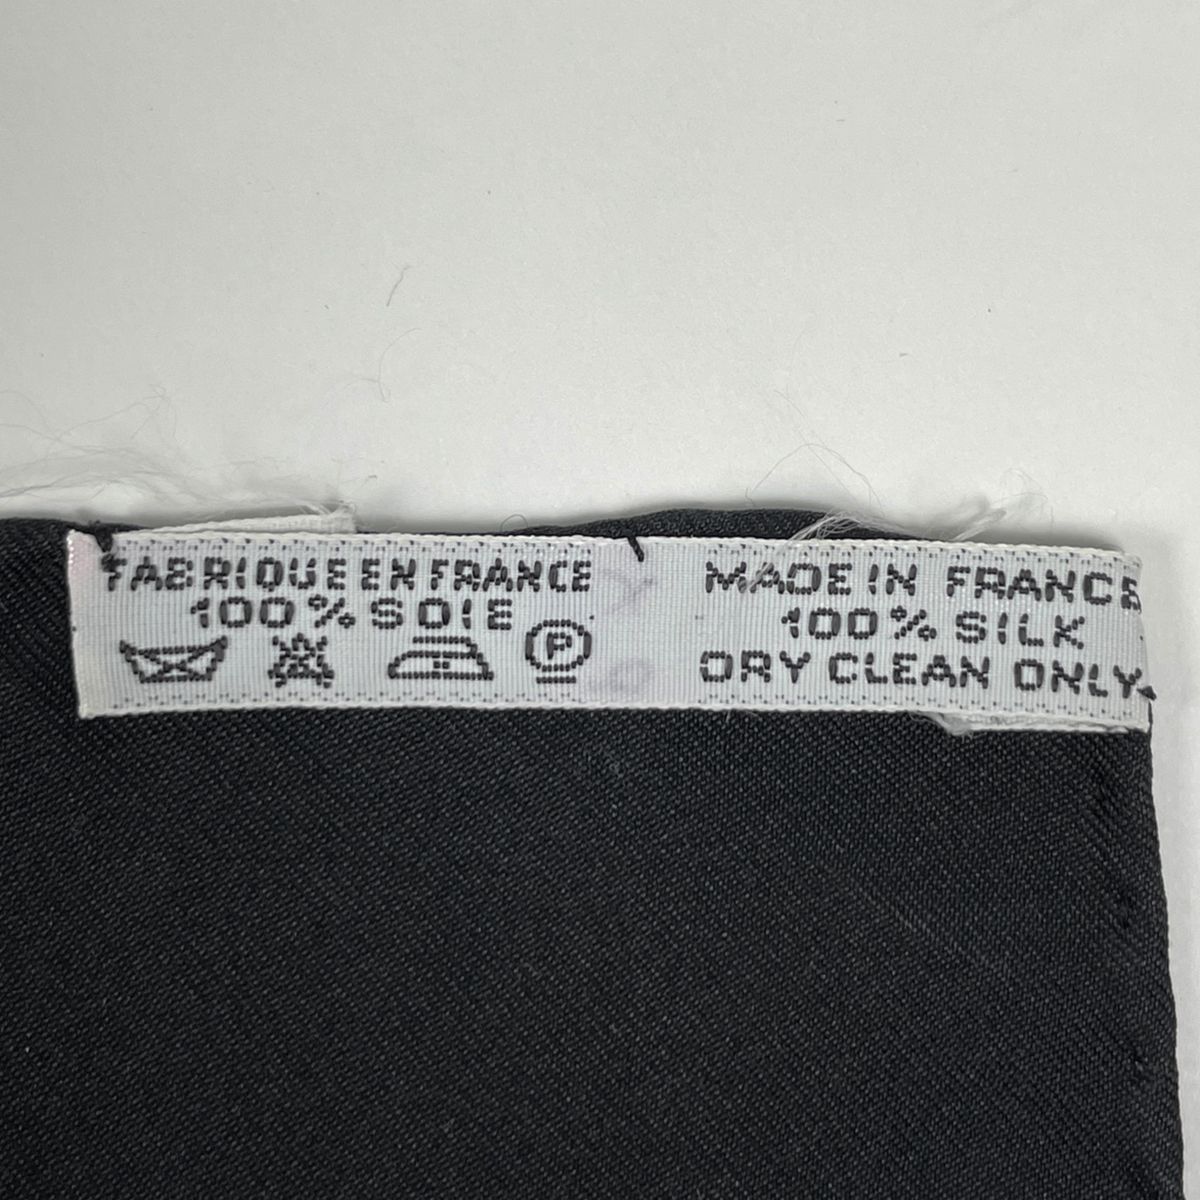 FABRIQUE EN FRANCE
100% SOIE
P
MADE IN FRANCE
100% SILK
DRY CLEAN ONLY